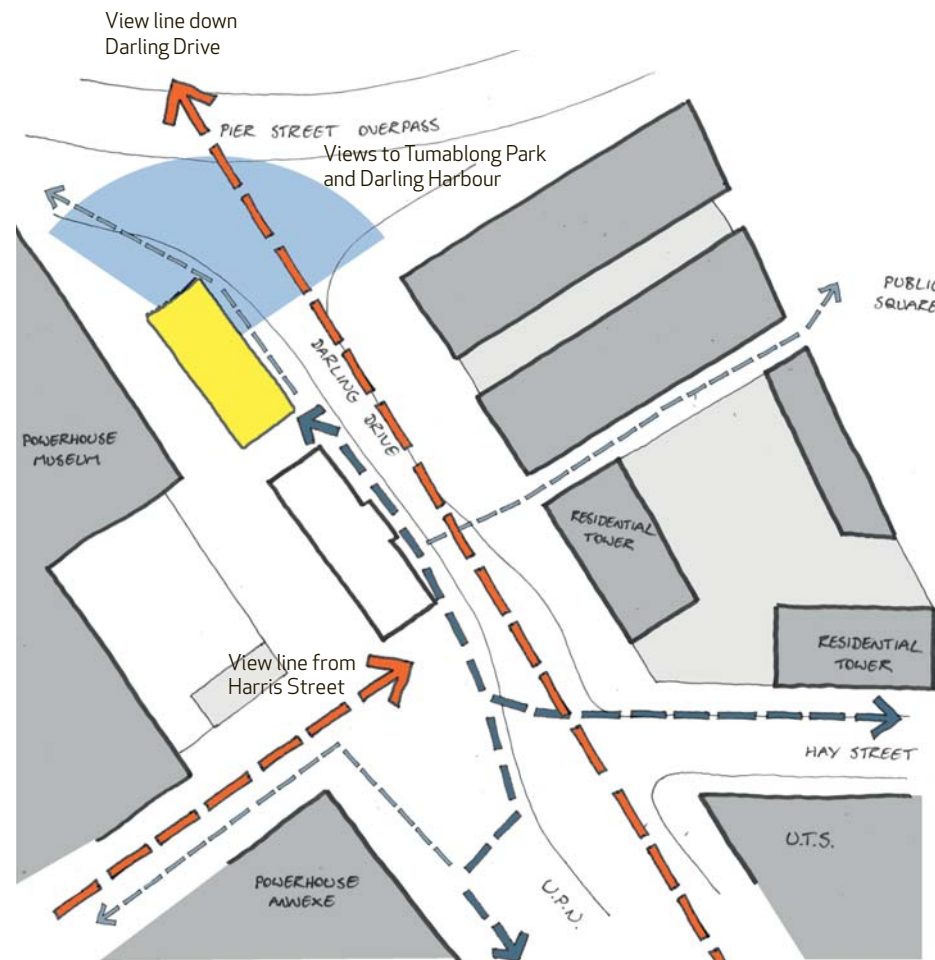 View line down
Darling Drive
PIER STREET OVERPASS
Views to Tumablong Park
and Darling Harbour
PUBLIC
SQUARE
DARLING DRIVE
POWERHOUSE
MUSEUM
RESIDENTIAL
TOWER
RESIDENTIAL
TOWER
View line from
Harris Street
HAY STREET
U.T.S.
POWERHOUSE
ANNEXE
U.P.N.